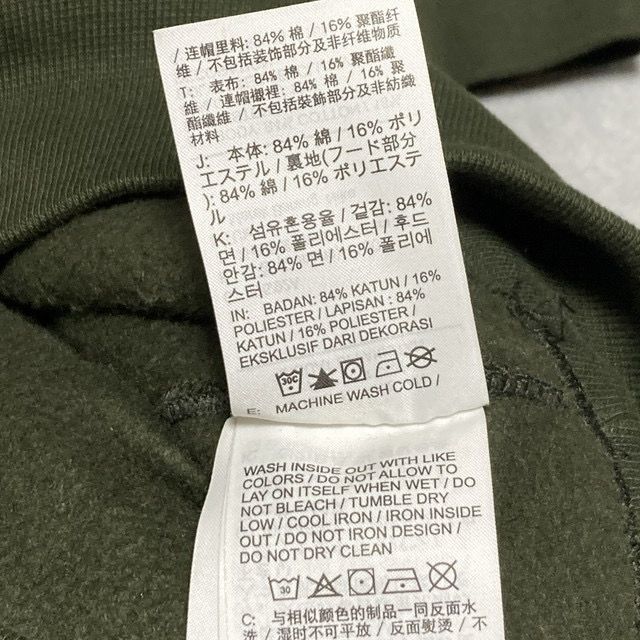 / 连帽里料: 84% 棉 / 16% 聚酯纤
维 / 不包括装饰部分及非纤维物质
T: 表布: 84% 棉 / 16% 聚酯纖
維 / 連帽襯裡: 84% 棉 / 16% 聚
酯纖維 / 不包括裝飾部分及非紡織
材料
J: 本体: 84% 綿 / 16% ポリ
エステル / 裏地(フード部分
): 84% 綿 / 16% ポリエステ
ル
K: 섬유혼용율 / 겉감: 84%
면 / 16% 폴리에스터 / 후드
안감: 84% 면 / 16% 폴리에
스터
IN: BADAN: 84% KATUN / 16%
POLIESTER / LAPISAN : 84%
KATUN / 16% POLIESTER /
EKSKLUSIF DARI DEKORASI
30C
E: MACHINE WASH COLD /
WASH INSIDE OUT WITH LIKE
COLORS / DO NOT ALLOW TO
LAY ON ITSELF WHEN WET / DO
NOT BLEACH / TUMBLE DRY
LOW / COOL IRON / IRON INSIDE
OUT / DO NOT IRON DESIGN /
DO NOT DRY CLEAN
30
C: 与相似颜色的制品一同反面水
洗 / 湿时不可平放 / 反面熨烫 / 不